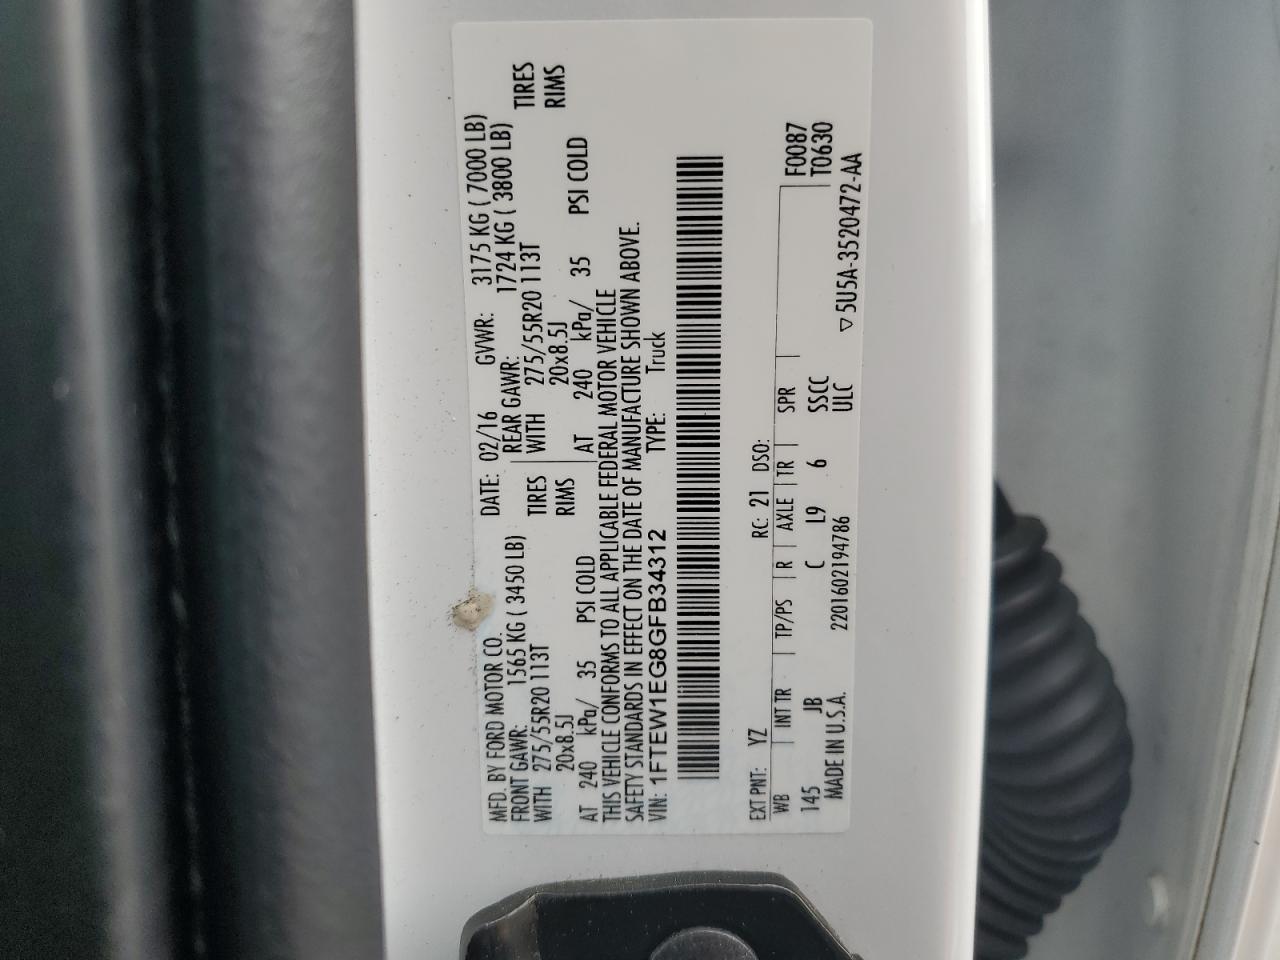 MFD. BY FORD MOTOR CO. DATE: 02/16 GVWR: 3175 KG ( 7000 LB)
FRONT GAWR: 1565 KG ( 3450 LB) REAR GAWR: 1724 KG ( 3800 LB)
WITH 275/55R20 113T TIRES WITH 275/55R20 113T TIRES
20x8.5J RIMS 20x8.5J RIMS
AT 240 kPa/ 35 PSI COLD AT 240 kPa/ 35 PSI COLD
THIS VEHICLE CONFORMS TO ALL APPLICABLE FEDERAL MOTOR VEHICLE
SAFETY STANDARDS IN EFFECT ON THE DATE OF MANUFACTURE SHOWN ABOVE.
VIN: 1FTEW1EG8GFB34312 TYPE: Truck
EXT PNT: YZ RC: 21 DSO:
WB INT TR TP/PS R AXLE TR SPR F0087
145 JB C L9 6 SSCC T0630
MADE IN U.S.A. 2201602194786 ULC ▽5U5A-3520472-AA